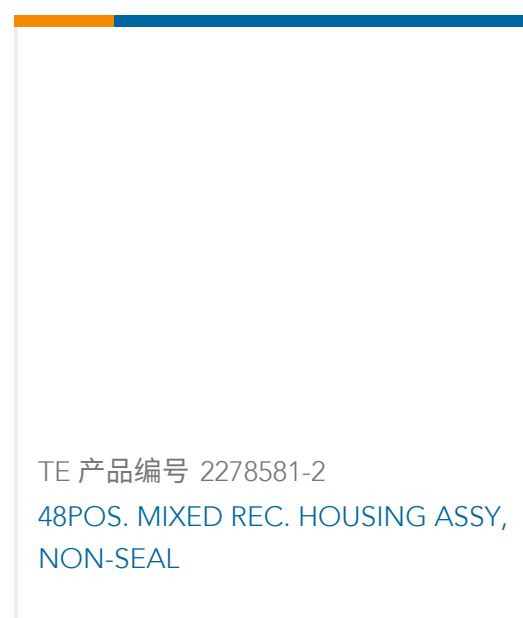 TE 产品编号 2278581-2
48POS. MIXED REC. HOUSING ASSY,
NON-SEAL